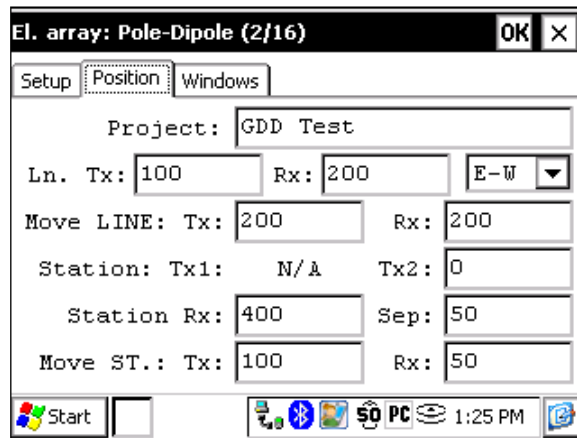 El. array: Pole-Dipole (2/16) OK ×
Setup Position Windows
Project: GDD Test
Ln. Tx: 100 Rx: 200 E-W
Move LINE: Tx: 200 Rx: 200
Station: Tx1: N/A Tx2: 0
Station Rx: 400 Sep: 50
Move ST.: Tx: 100 Rx: 50
Start 50 PC 1:25 PM